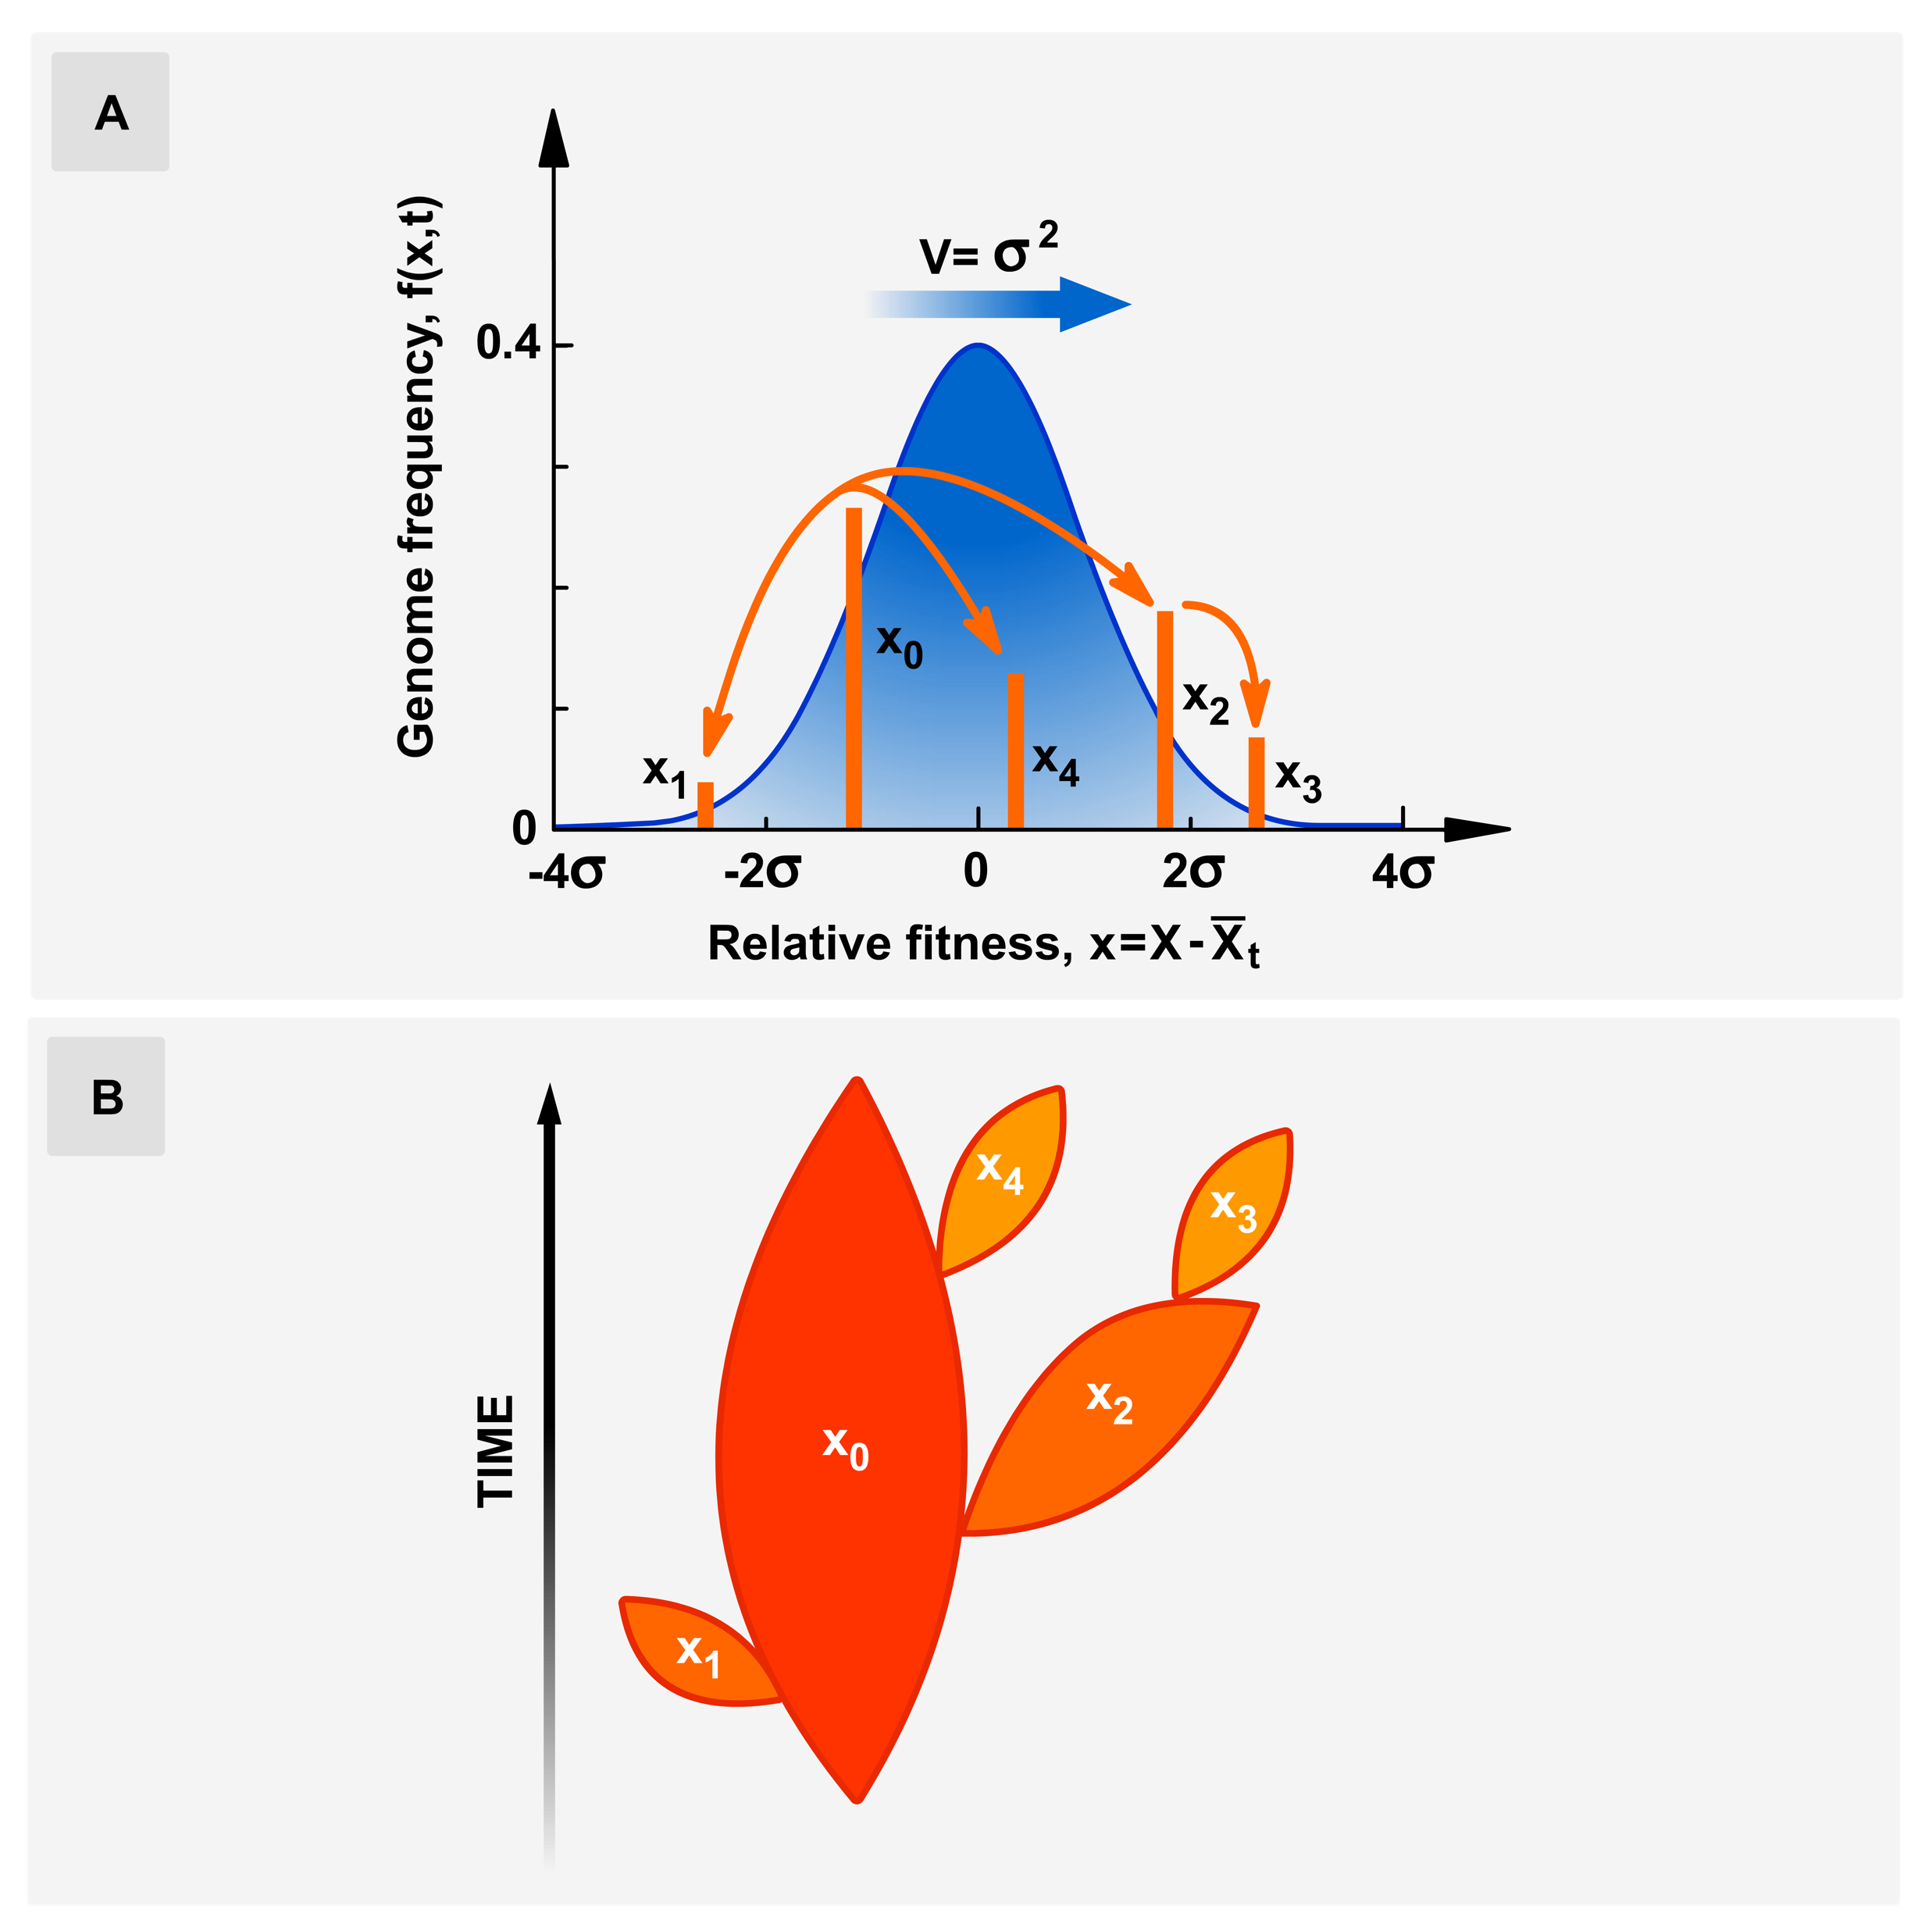 A
Genome frequency, f(x,t)
V= σ²
0.4
x₀
x₂
x₄
x₁
x₃
0
-4σ -2σ 0 2σ 4σ
Relative fitness, x=X-X̅ₜ
B
TIME
x₄
x₃
x₂
x₀
x₁